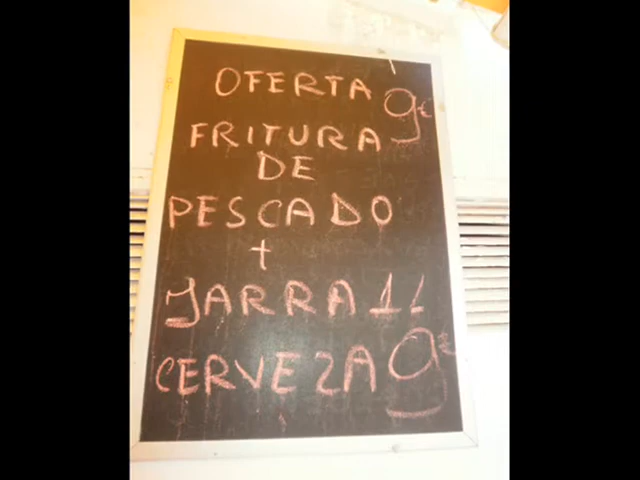 OFERTA 9€
FRITURA
DE
PESCADO
+
JARRA 1L
CERVEZA 9€